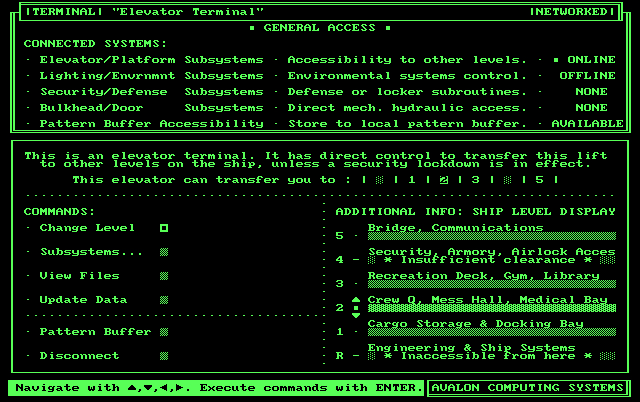 |TERMINAL| "Elevator Terminal" |NETWORKED|
▪ GENERAL ACCESS ▪
CONNECTED SYSTEMS:
· Elevator/Platform Subsystems · Accessibility to other levels. · ▪ ONLINE
· Lighting/Envrnmnt Subsystems · Environmental systems control. · OFFLINE
· Security/Defense Subsystems · Defense or locker subroutines. · NONE
· Bulkhead/Door Subsystems · Direct mech. hydraulic access. · NONE
· Pattern Buffer Accessibility · Store to local pattern buffer. · AVAILABLE
This is an elevator terminal. It has direct control to transfer this lift
to other levels on the ship, unless a security lockdown is in effect.
This elevator can transfer you to : | ▒ | 1 | 2 | 3 | ▒ | 5 |
COMMANDS:
· Change Level
· Subsystems...
· View Files
· Update Data
· Pattern Buffer
· Disconnect
ADDITIONAL INFO: SHIP LEVEL DISPLAY
Bridge, Communications
5 ·
Security, Armory, Airlock Acces
4 – ▒ * Insufficient clearance * ▒▒
Recreation Deck, Gym, Library
3 ·
Crew Q, Mess Hall, Medical Bay
2 ▲ ▪ ▼
Cargo Storage & Docking Bay
1 ·
Engineering & Ship Systems
R – ▒ * Inaccessible from here * ▒▒
Navigate with ▲,▼,◄,►. Execute commands with ENTER.
AVALON COMPUTING SYSTEMS